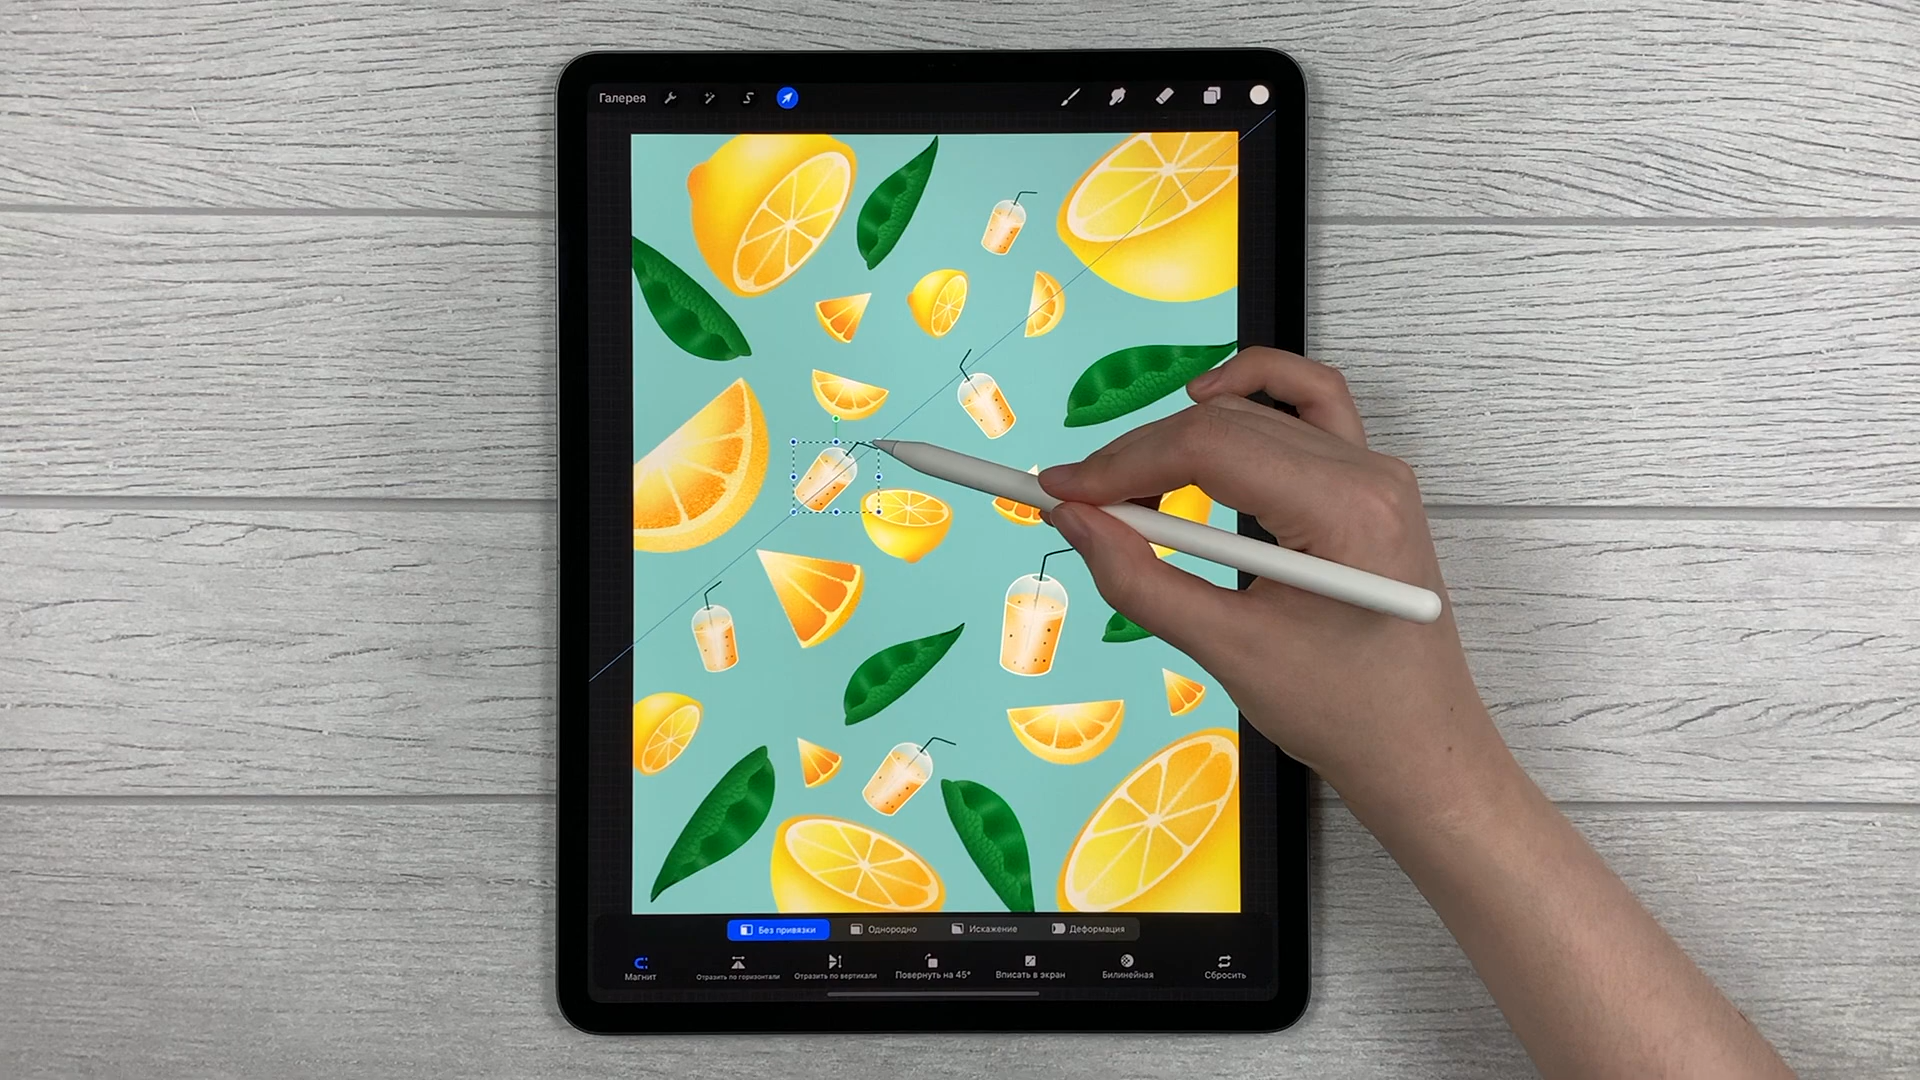 Галерея
Без привязки Однородно Искажение Деформация
Магнит Отразить по горизонтали Отразить по вертикали Повернуть на 45° Вписать в экран Билинейная Сбросить